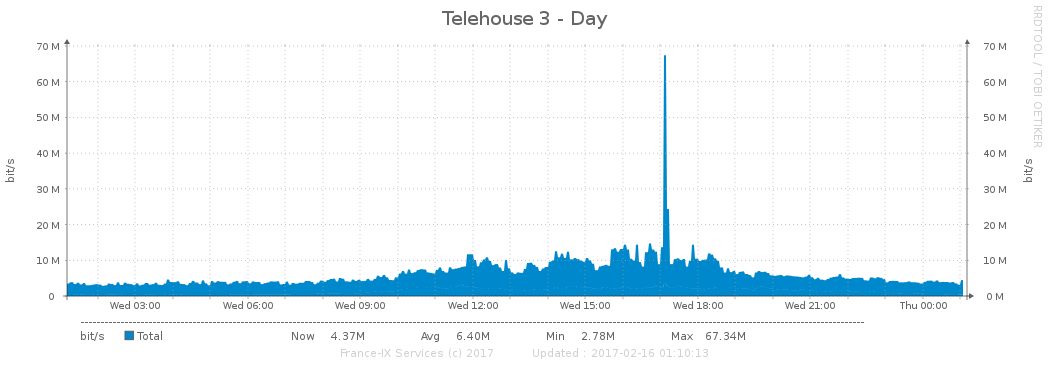 Telehouse 3 - Day
RRDTOOL / TOBI OETIKER
bit/s
bit/s
70 M 70 M
60 M 60 M
50 M 50 M
40 M 40 M
30 M 30 M
20 M 20 M
10 M 10 M
0 0 M
Wed 03:00 Wed 06:00 Wed 09:00 Wed 12:00 Wed 15:00 Wed 18:00 Wed 21:00 Thu 00:00
bit/s Total Now 4.37M Avg 6.40M Min 2.78M Max 67.34M
France-IX Services (c) 2017 Updated : 2017-02-16 01:10:13